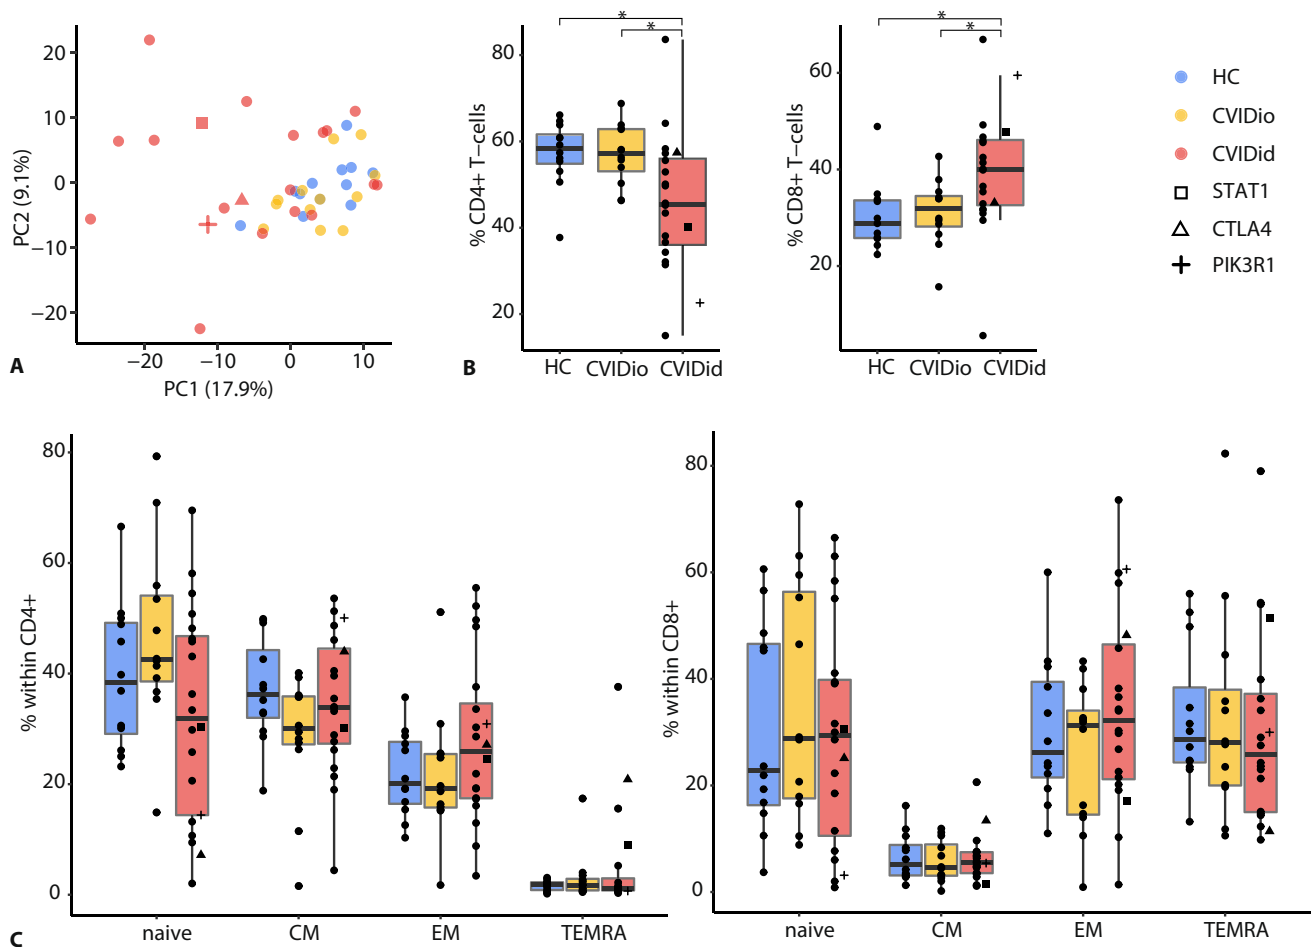 20
10
0
−10
−20
PC2 (9.1%)
−20 −10 0 10
PC1 (17.9%)
A
* *
80
60
40
20
% CD4+ T−cells
HC CVIDio CVIDid
B
* *
60
40
20
% CD8+ T−cells
HC CVIDio CVIDid
HC
CVIDio
CVIDid
STAT1
CTLA4
PIK3R1
80
60
40
20
0
% within CD4+
naive CM EM TEMRA
C
80
60
40
20
0
% within CD8+
naive CM EM TEMRA